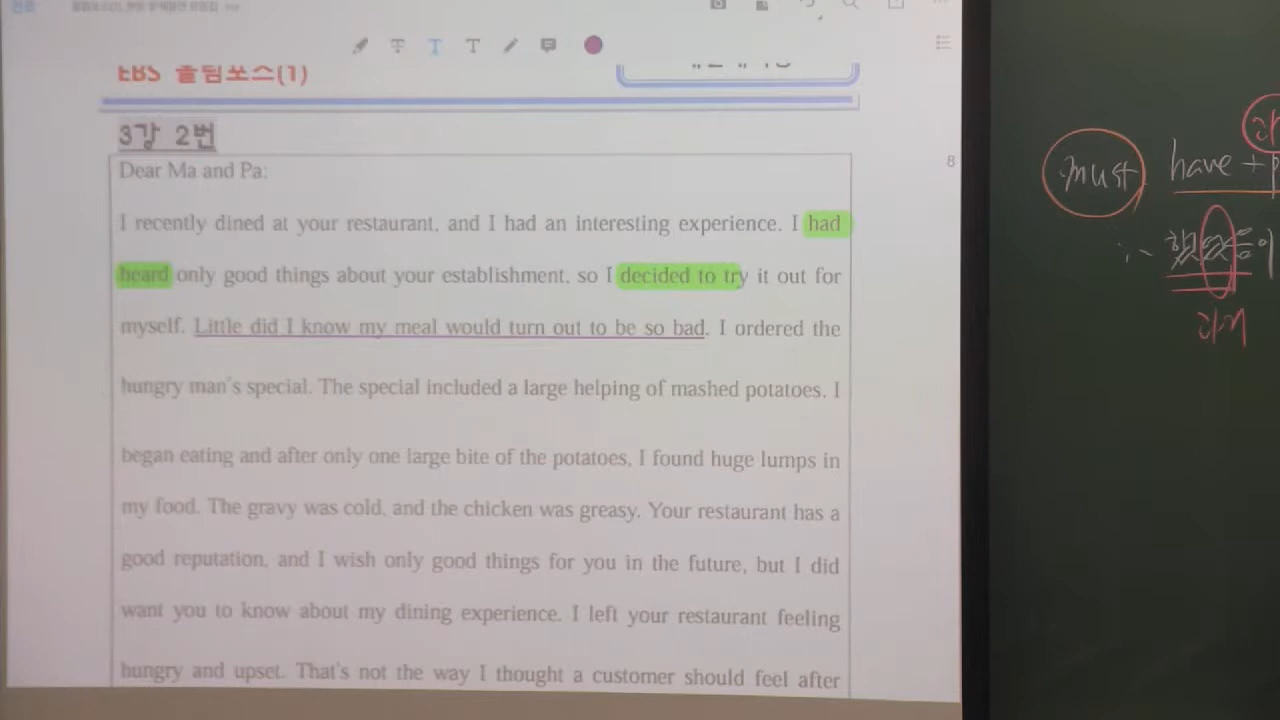 EBS 홀딩쏘스(1)
3강 2번
8
Dear Ma and Pa:
I recently dined at your restaurant, and I had an interesting experience. I had
heard only good things about your establishment, so I decided to try it out for
myself. Little did I know my meal would turn out to be so bad. I ordered the
hungry man's special. The special included a large helping of mashed potatoes. I
began eating and after only one large bite of the potatoes, I found huge lumps in
my food. The gravy was cold, and the chicken was greasy. Your restaurant has a
good reputation, and I wish only good things for you in the future, but I did
want you to know about my dining experience. I left your restaurant feeling
hungry and upset. That's not the way I thought a customer should feel after
must have + p
과거